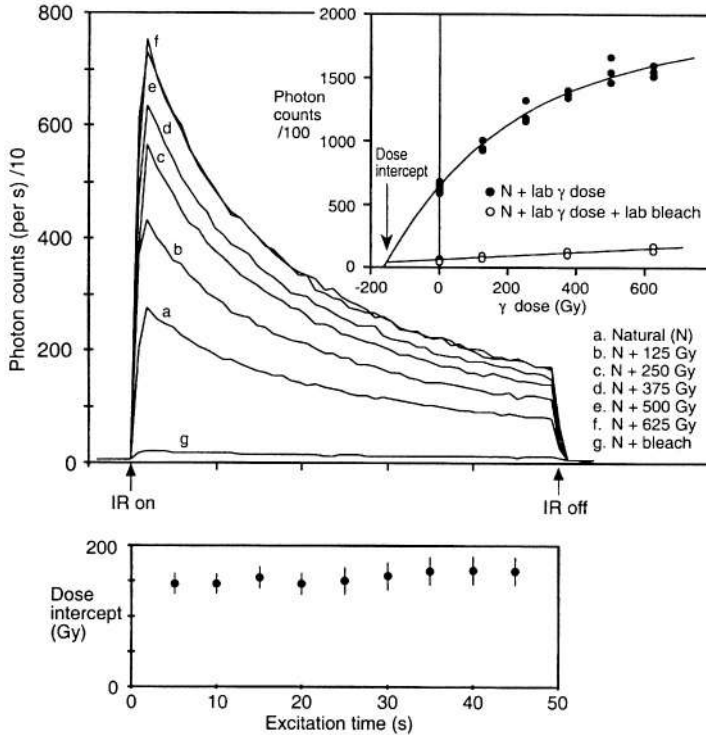 800
600
400
200
0
Photon counts (per s) /10
f
e
d
c
b
a
g
IR on
IR off
2000
1500
1000
500
0
Photon
counts
/100
Dose
intercept
N + lab γ dose
N + lab γ dose + lab bleach
-200 0 200 400 600
γ dose (Gy)
a. Natural (N)
b. N + 125 Gy
c. N + 250 Gy
d. N + 375 Gy
e. N + 500 Gy
f. N + 625 Gy
g. N + bleach
200
Dose
intercept
(Gy)
0
0 10 20 30 40 50
Excitation time (s)